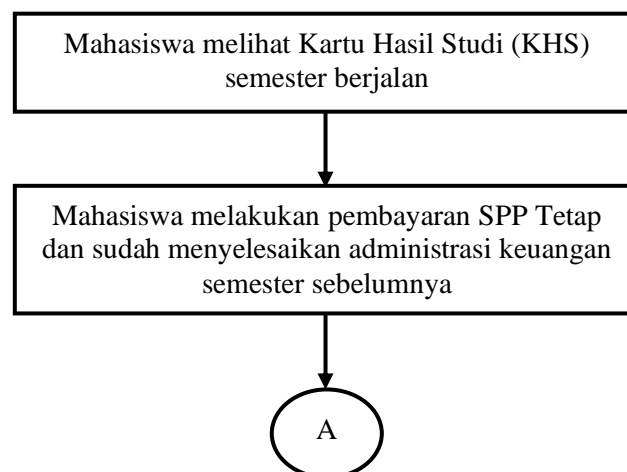 Mahasiswa melihat Kartu Hasil Studi (KHS)
semester berjalan
Mahasiswa melakukan pembayaran SPP Tetap
dan sudah menyelesaikan administrasi keuangan
semester sebelumnya
A